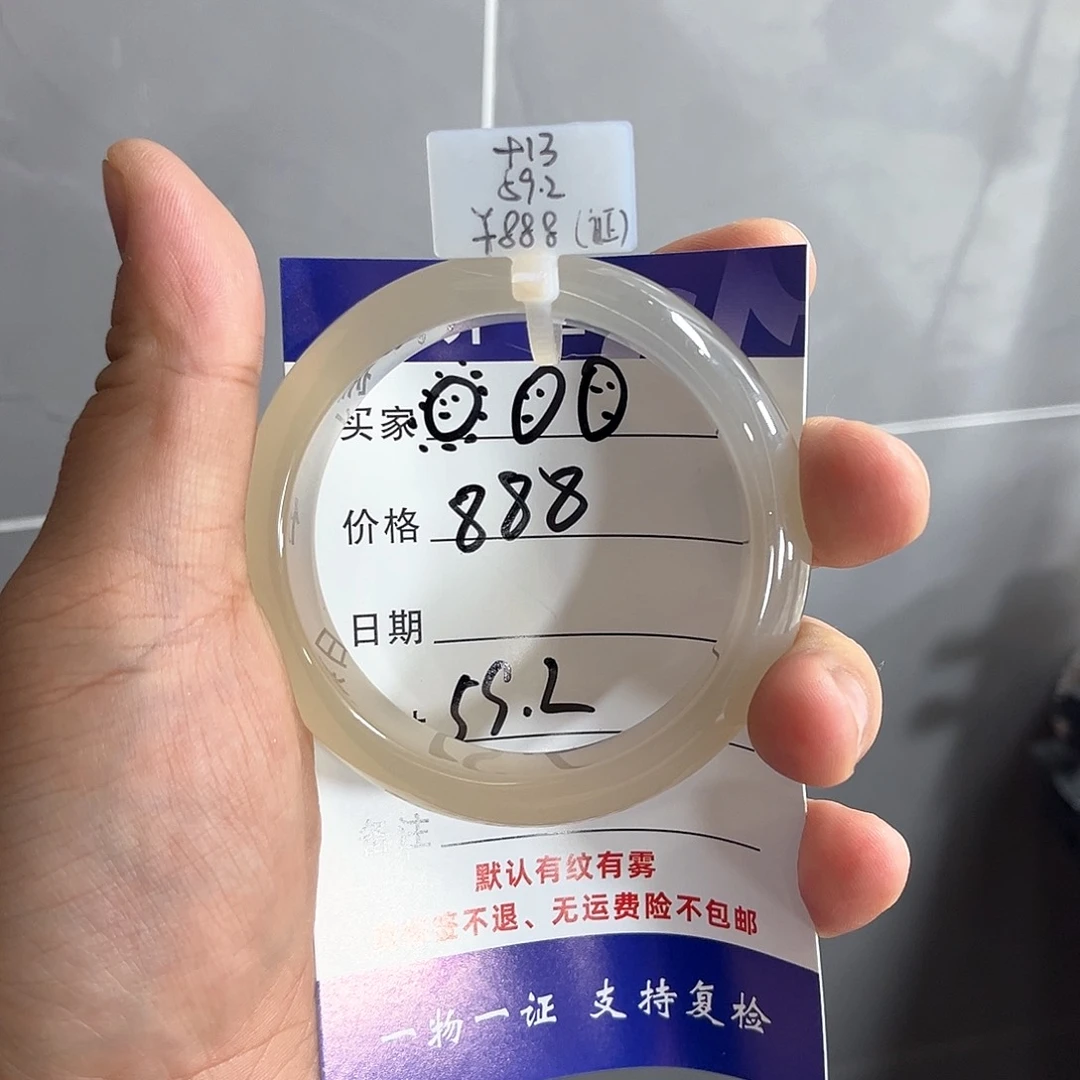 +13
59.2
¥888（证）
买家
价格 888
日期
59.2
备注
默认有纹有雾
签不退、无运费险不包邮
一物一证 支持复检